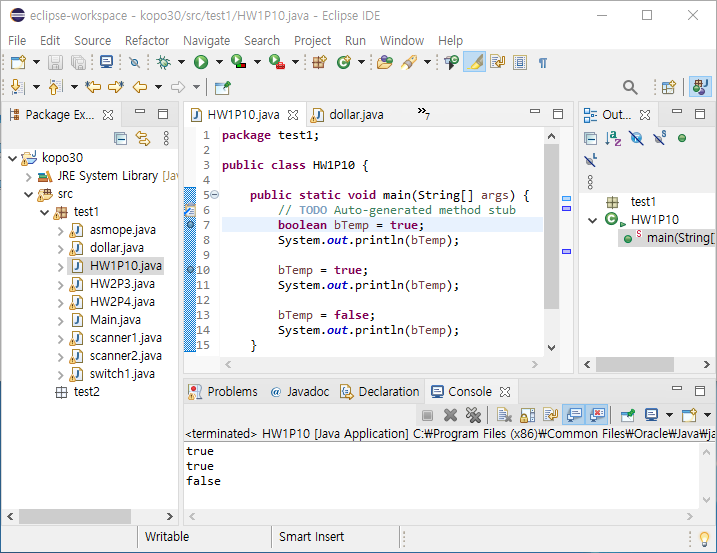 eclipse-workspace - kopo30/src/test1/HW1P10.java - Eclipse IDE
File Edit Source Refactor Navigate Search Project Run Window Help
Package Ex...
kopo30
JRE System Library [Jav
src
test1
asmope.java
dollar.java
HW1P10.java
HW2P3.java
HW2P4.java
Main.java
scanner1.java
scanner2.java
switch1.java
test2
HW1P10.java
dollar.java
»7
1 package test1;
2
3 public class HW1P10 {
4
5 public static void main(String[] args) {
6 // TODO Auto-generated method stub
7 boolean bTemp = true;
8 System.out.println(bTemp);
9
10 bTemp = true;
11 System.out.println(bTemp);
12
13 bTemp = false;
14 System.out.println(bTemp);
15 }
Out...
test1
HW1P10
main(String[
Problems @ Javadoc Declaration Console
<terminated> HW1P10 [Java Application] C:₩Program Files (x86)₩Common Files₩Oracle₩Java₩ja
true
true
false
Writable
Smart Insert